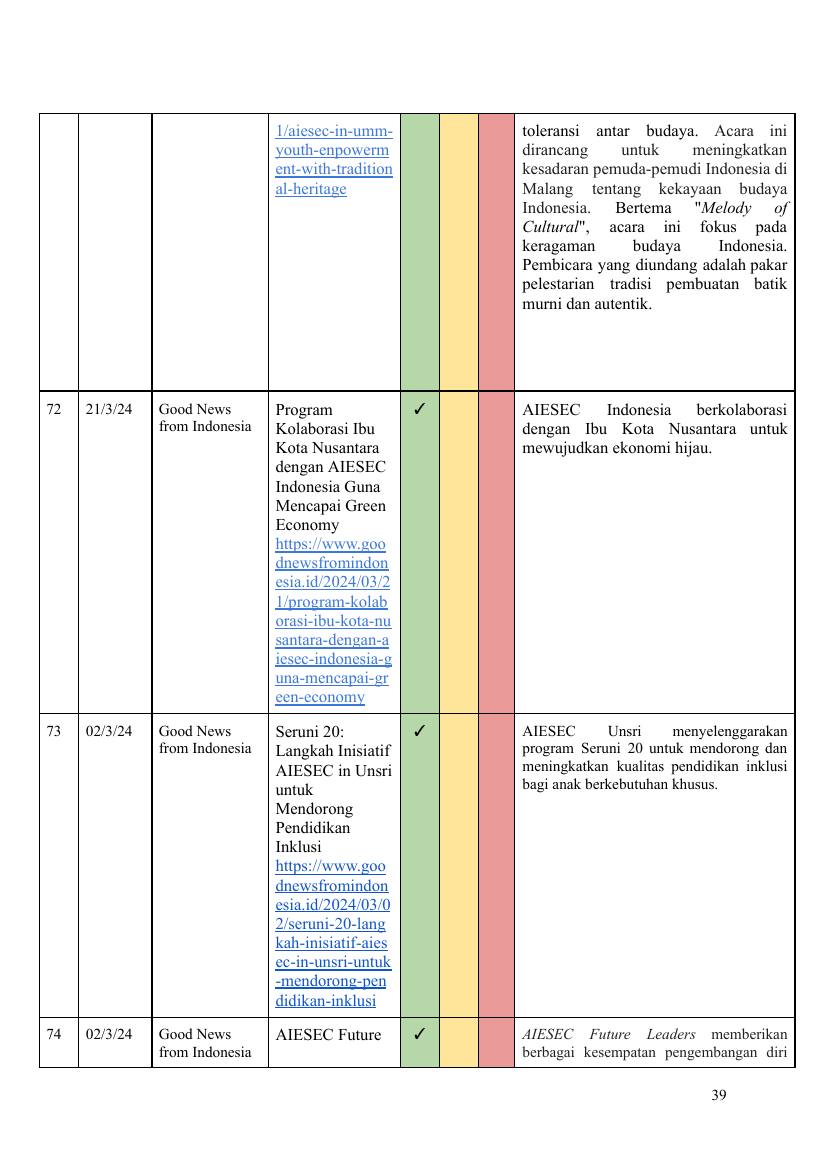 1/aiesec-in-umm-
youth-enpowerm
ent-with-tradition
al-heritage
toleransi antar budaya. Acara ini
dirancang untuk meningkatkan
kesadaran pemuda-pemudi Indonesia di
Malang tentang kekayaan budaya
Indonesia. Bertema "Melody of
Cultural", acara ini fokus pada
keragaman budaya Indonesia.
Pembicara yang diundang adalah pakar
pelestarian tradisi pembuatan batik
murni dan autentik.
72
21/3/24
Good News
from Indonesia
Program
Kolaborasi Ibu
Kota Nusantara
dengan AIESEC
Indonesia Guna
Mencapai Green
Economy
https://www.goo
dnewsfromindon
esia.id/2024/03/2
1/program-kolab
orasi-ibu-kota-nu
santara-dengan-a
iesec-indonesia-g
una-mencapai-gr
een-economy
✓
AIESEC Indonesia berkolaborasi
dengan Ibu Kota Nusantara untuk
mewujudkan ekonomi hijau.
73
02/3/24
Good News
from Indonesia
Seruni 20:
Langkah Inisiatif
AIESEC in Unsri
untuk
Mendorong
Pendidikan
Inklusi
https://www.goo
dnewsfromindon
esia.id/2024/03/0
2/seruni-20-lang
kah-inisiatif-aies
ec-in-unsri-untuk
-mendorong-pen
didikan-inklusi
✓
AIESEC Unsri menyelenggarakan
program Seruni 20 untuk mendorong dan
meningkatkan kualitas pendidikan inklusi
bagi anak berkebutuhan khusus.
74
02/3/24
Good News
from Indonesia
AIESEC Future
✓
AIESEC Future Leaders memberikan
berbagai kesempatan pengembangan diri
39